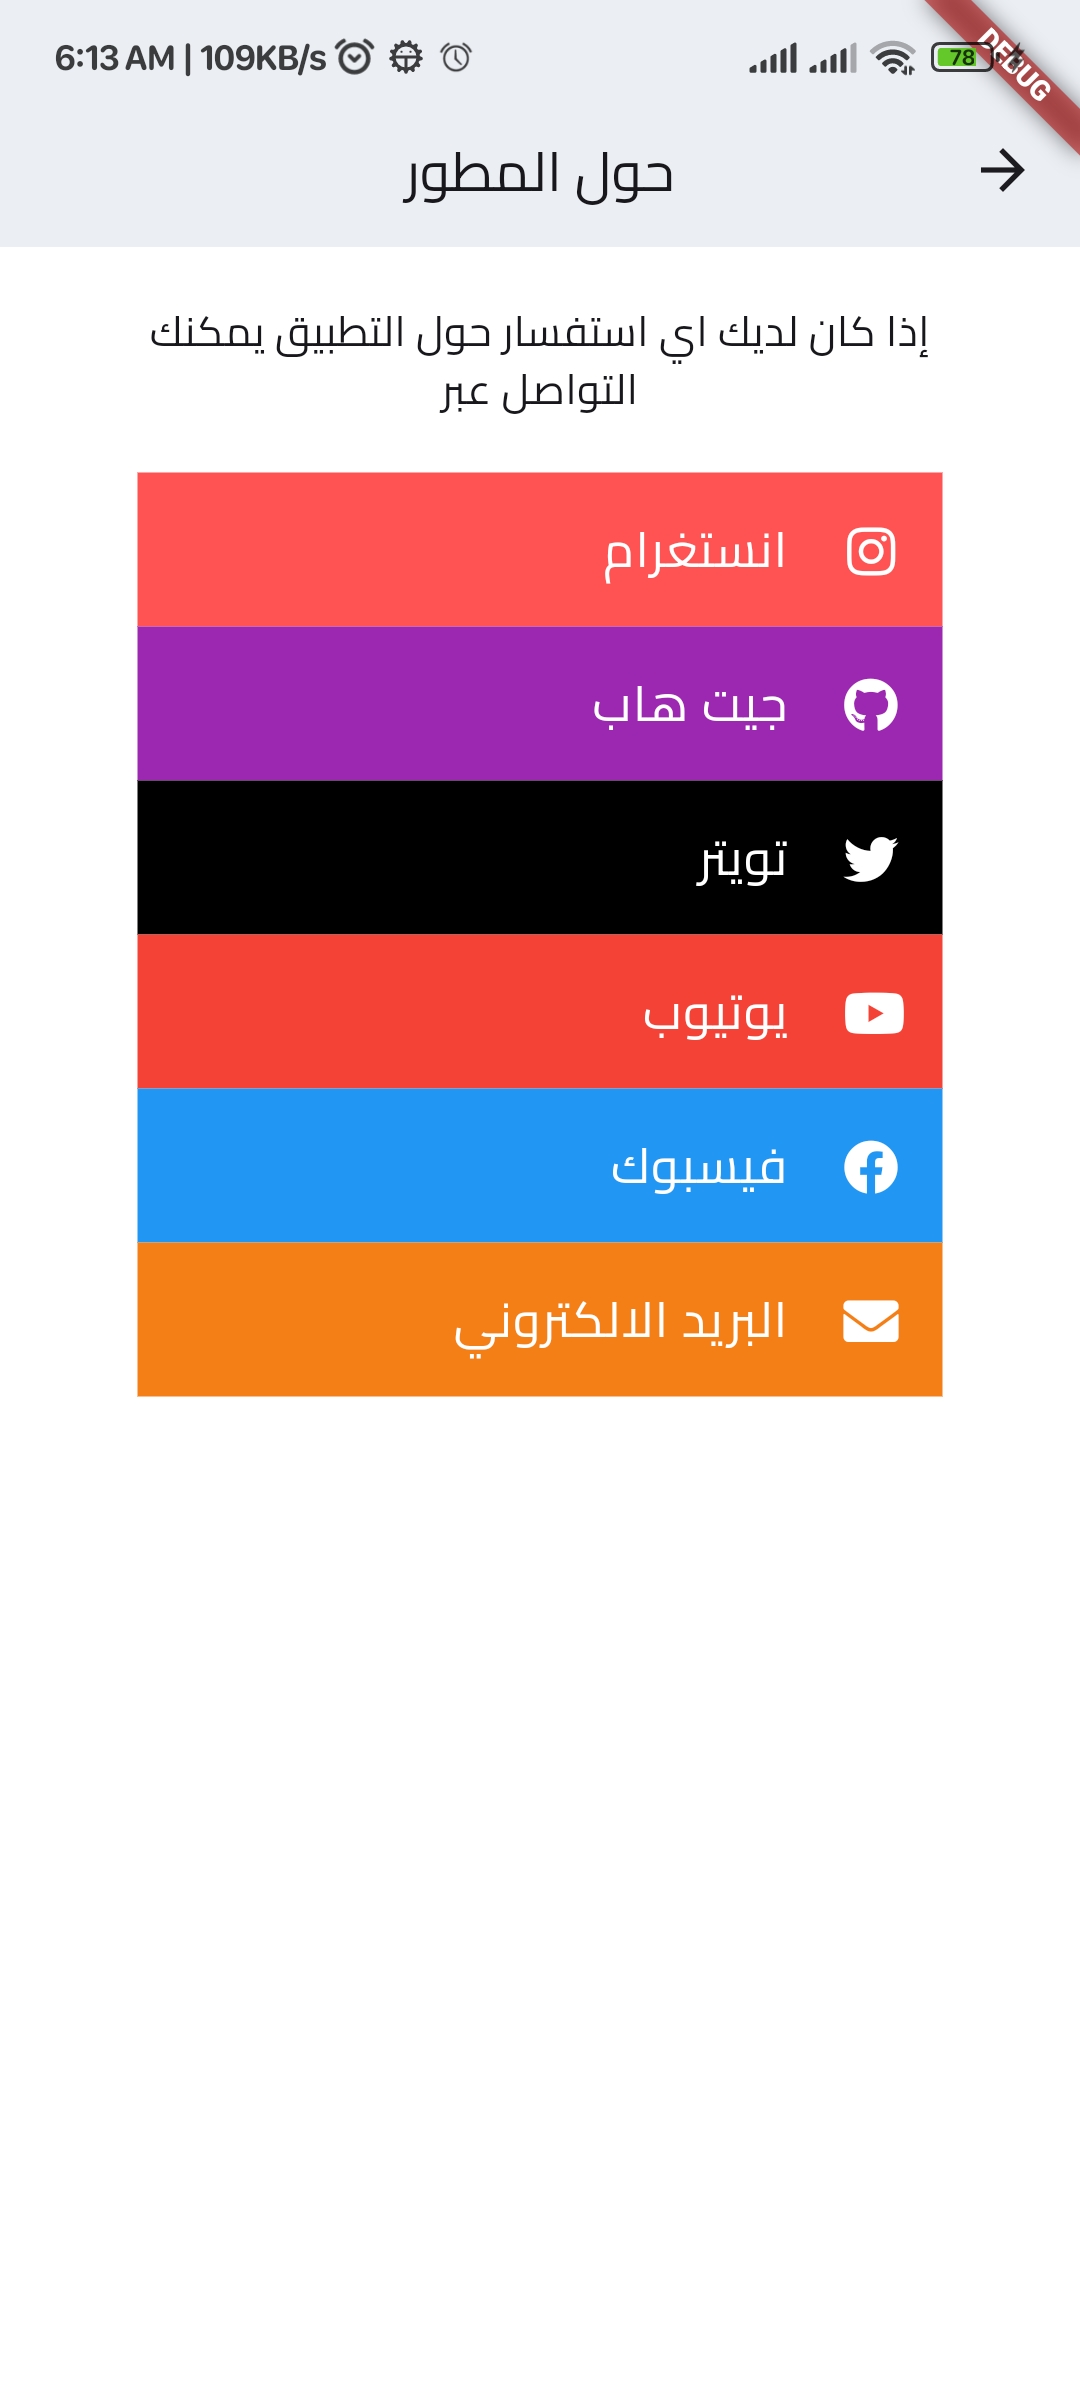 6:13 AM | 109KB/s
78
DEBUG
حول المطور
إذا كان لديك اي استفسار حول التطبيق يمكنك
التواصل عبر
انستغرام
جيت هاب
تويتر
يوتيوب
فيسبوك
البريد الالكتروني